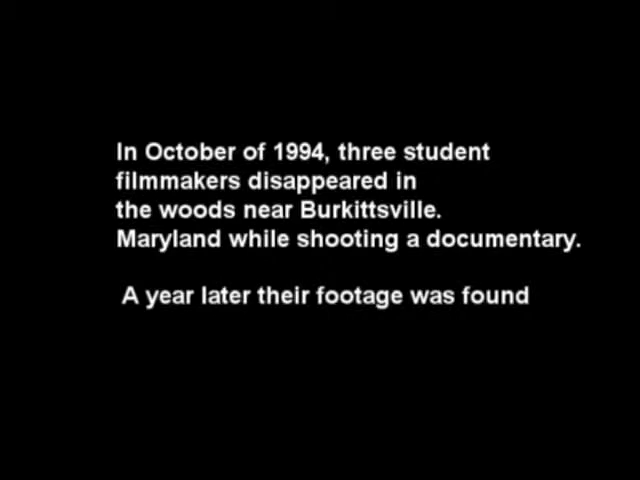 In October of 1994, three student
filmmakers disappeared in
the woods near Burkittsville.
Maryland while shooting a documentary.
A year later their footage was found